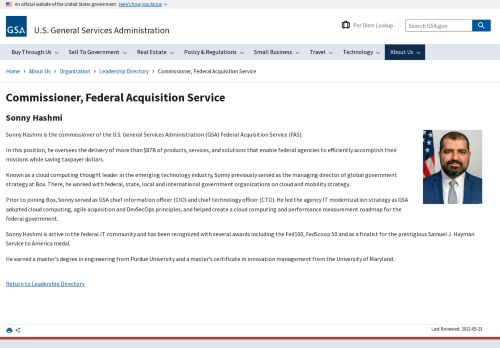 An official website of the United States government Here's how you know
GSA U.S. General Services Administration
Per Diem Lookup
Search GSA.gov
Buy Through Us Sell To Government Real Estate Policy & Regulations Small Business Travel Technology About Us
Home > About Us > Organization > Leadership Directory > Commissioner, Federal Acquisition Service
Commissioner, Federal Acquisition Service
Sonny Hashmi
Sonny Hashmi is the commissioner of the U.S. General Services Administration (GSA) Federal Acquisition Service (FAS).
In this position, he oversees the delivery of more than $87B of products, services, and solutions that enable federal agencies to efficiently accomplish their
missions while saving taxpayer dollars.
Known as a cloud computing thought leader in the emerging technology industry, Sonny previously served as the managing director of global government
strategy at Box. There, he worked with federal, state, local and international government organizations on cloud and mobility strategy.
Prior to joining Box, Sonny served as GSA chief information officer (CIO) and chief technology officer (CTO). He led the agency IT modernization strategy as GSA
adopted cloud computing, agile acquisition and DevSecOps principles, and helped create a cloud computing and performance measurement roadmap for the
federal government.
Sonny Hashmi is active in the federal IT community and has been recognized with several awards including the Fed100, FedScoop 50 and as a finalist for the prestigious Samuel J. Hayman
Service to America medal.
He earned a master's degree in engineering from Purdue University and a master's certificate in innovation management from the University of Maryland.
Return to Leadership Directory
Last Reviewed: 2022-05-23